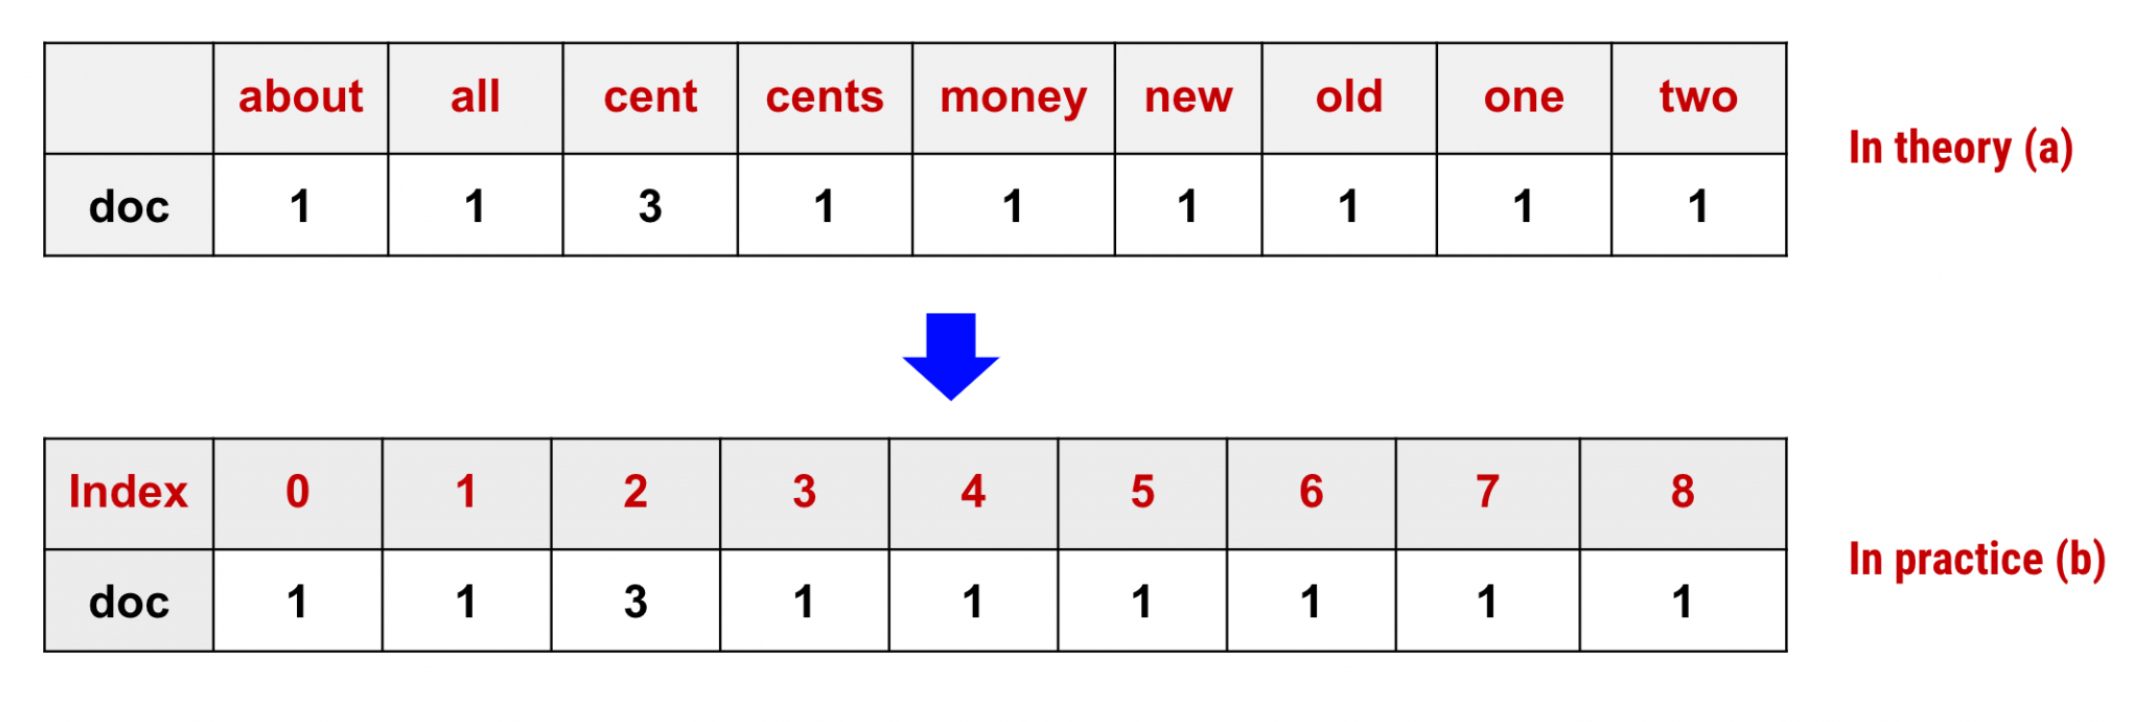 about all cent cents money new old one two
doc 1 1 3 1 1 1 1 1 1
In theory (a)
Index 0 1 2 3 4 5 6 7 8
doc 1 1 3 1 1 1 1 1 1
In practice (b)